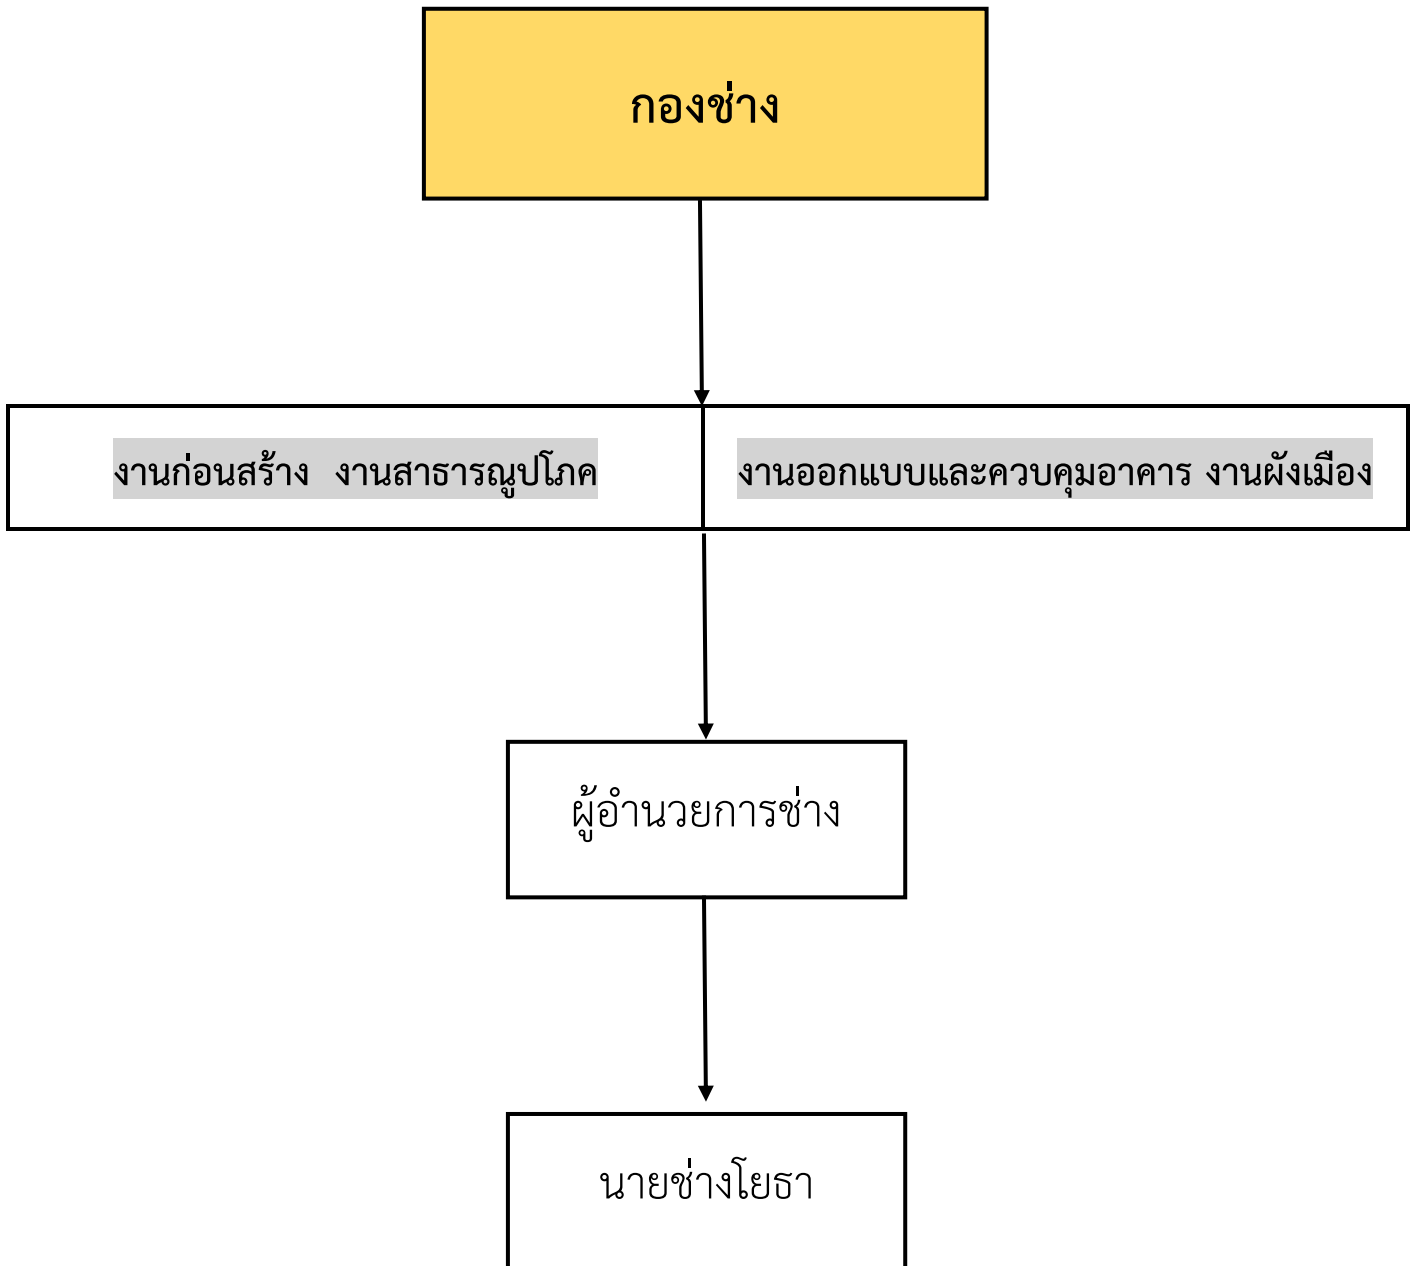 กองช่าง
งานก่อนสร้าง งานสาธารณูปโภค
งานออกแบบและควบคุมอาคาร งานผังเมือง
ผู้อำนวยการช่าง
นายช่างโยธา